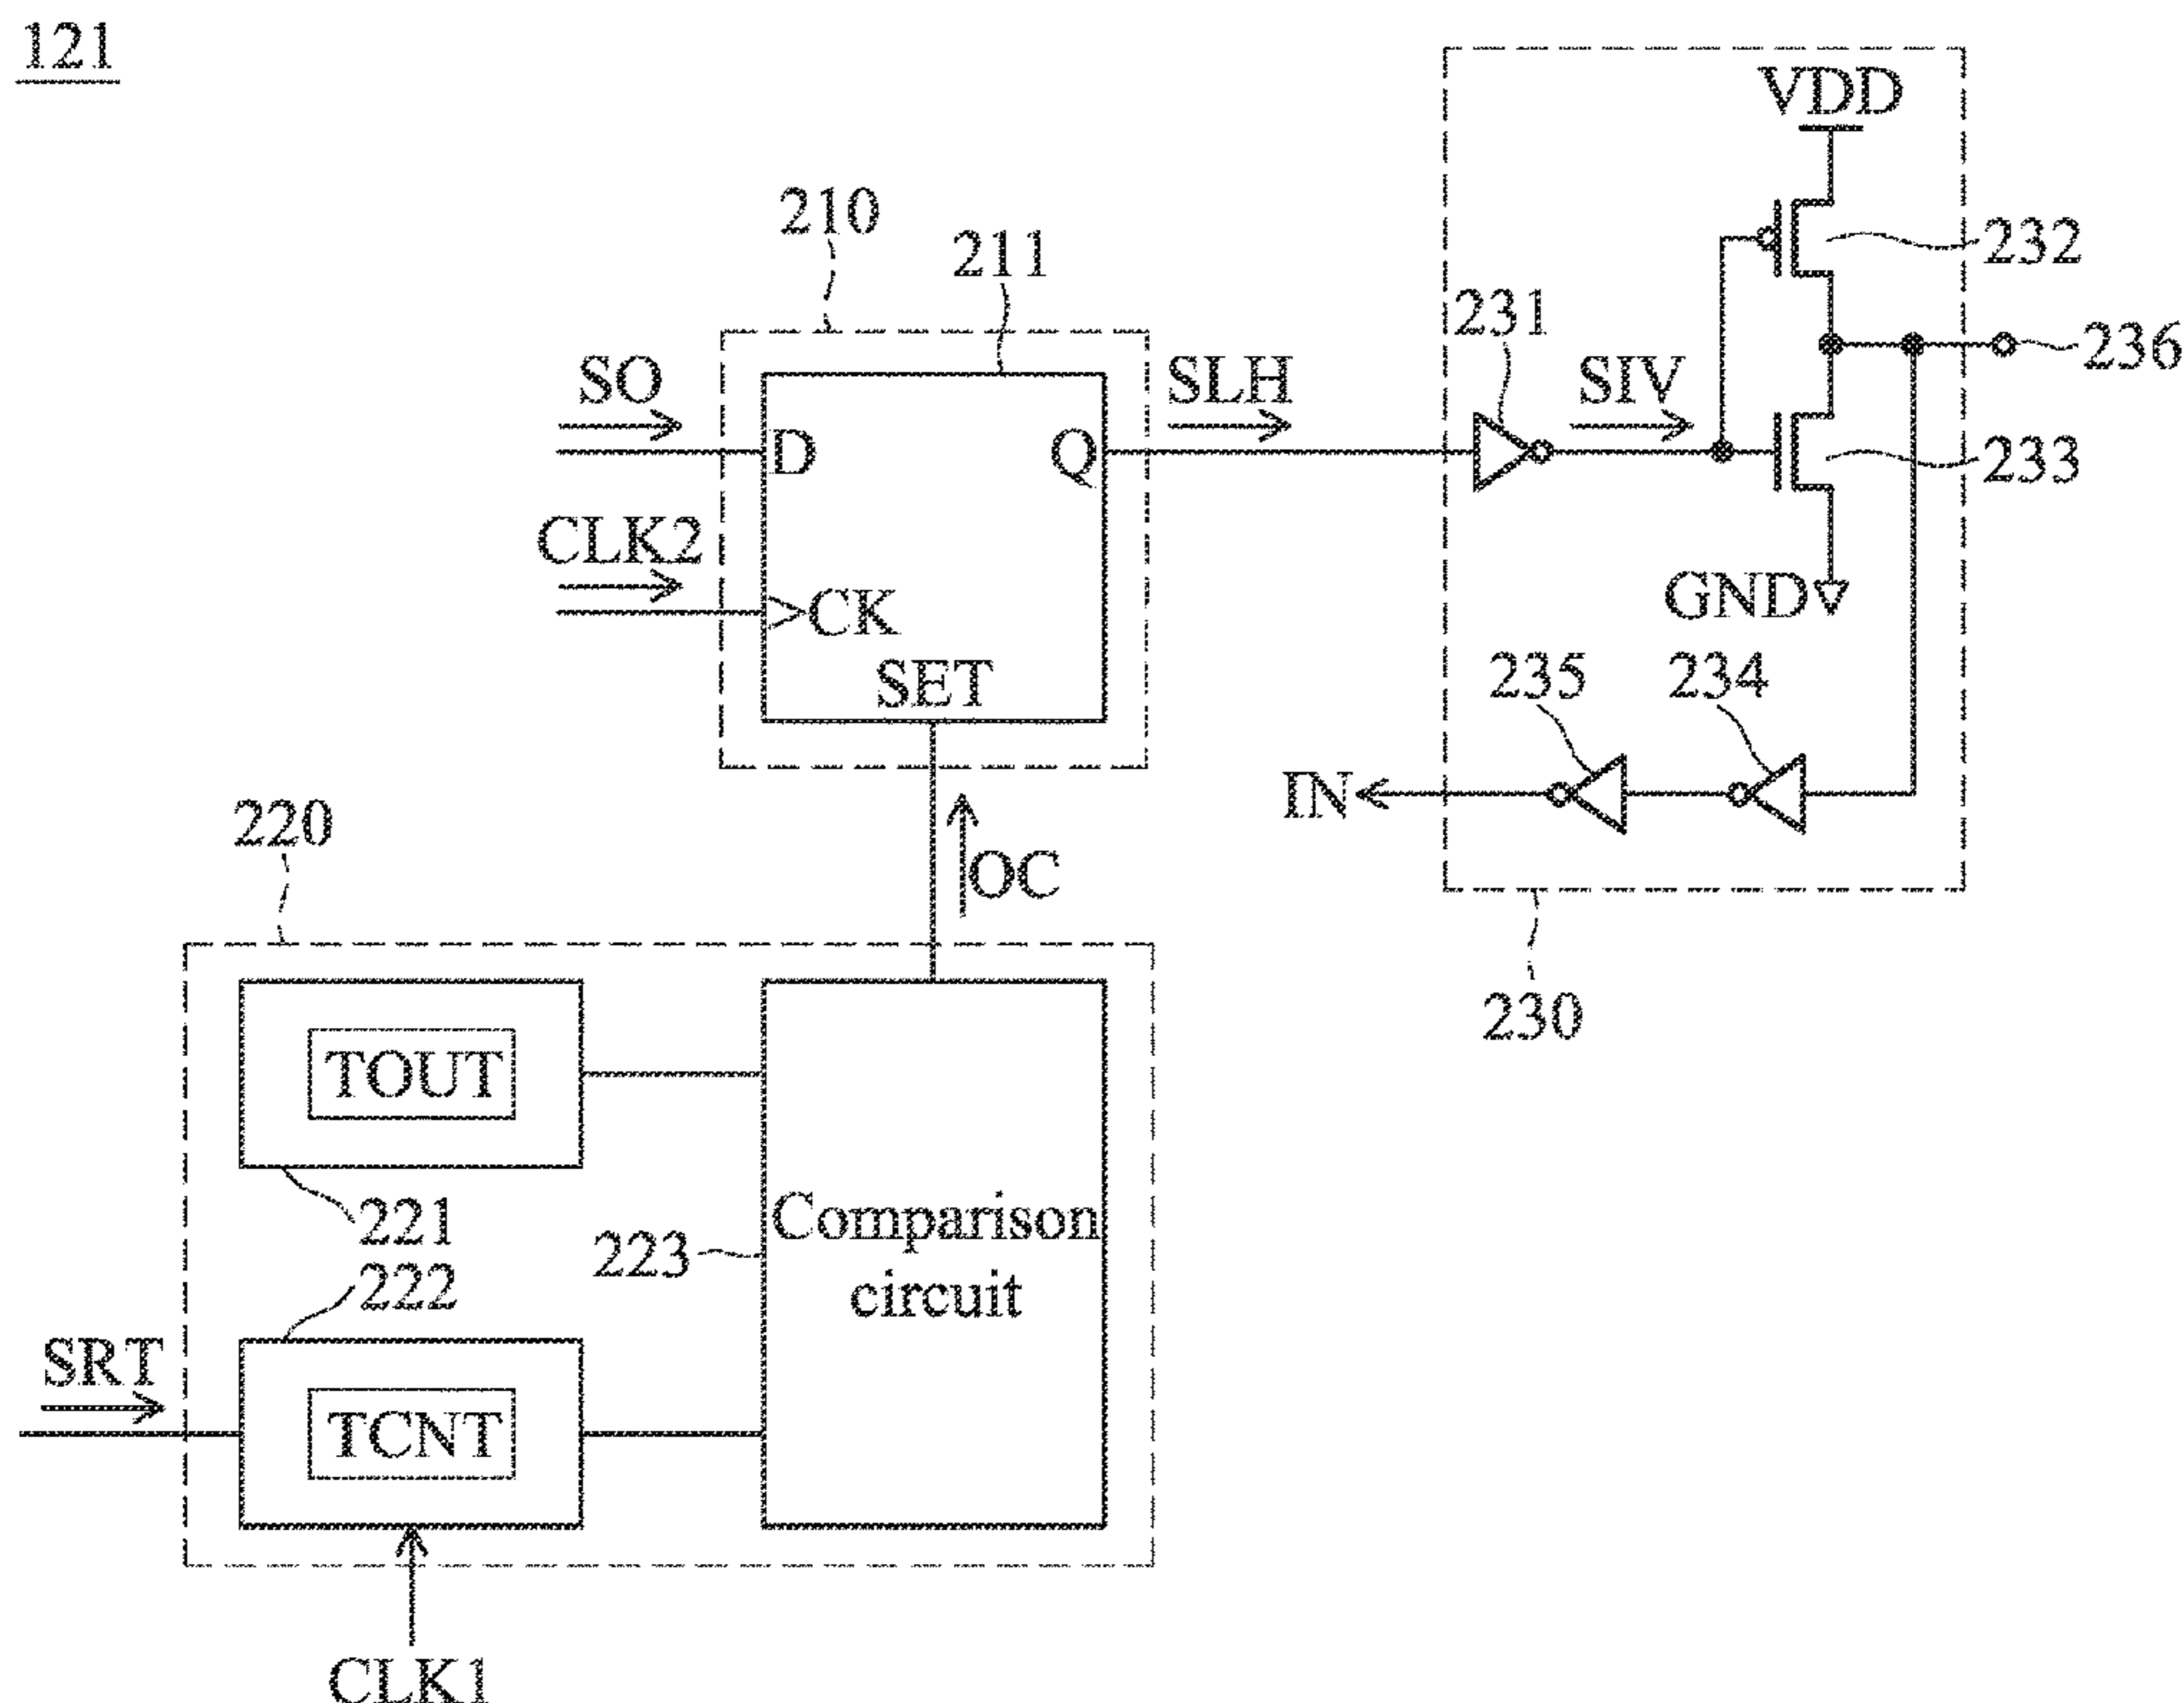 121
VDD
210
211
232
231
236
SO
SLH
SIV
D
Q
233
CLK2
CK
GND
SET
235
234
IN
220
OC
230
TOUT
221
Comparison
circuit
223
222
SRT
TCNT
CLK1